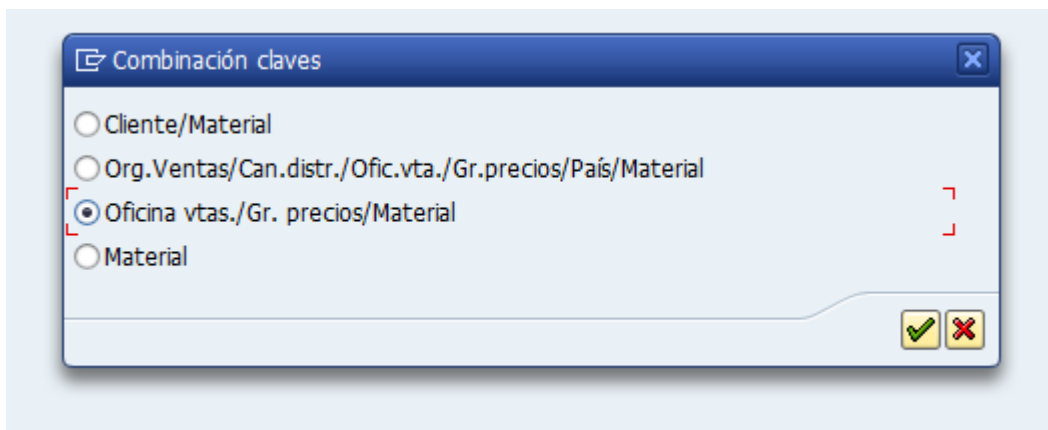 Combinación claves
Cliente/Material
Org.Ventas/Can.distr./Ofic.vta./Gr.precios/País/Material
Oficina vtas./Gr. precios/Material
Material